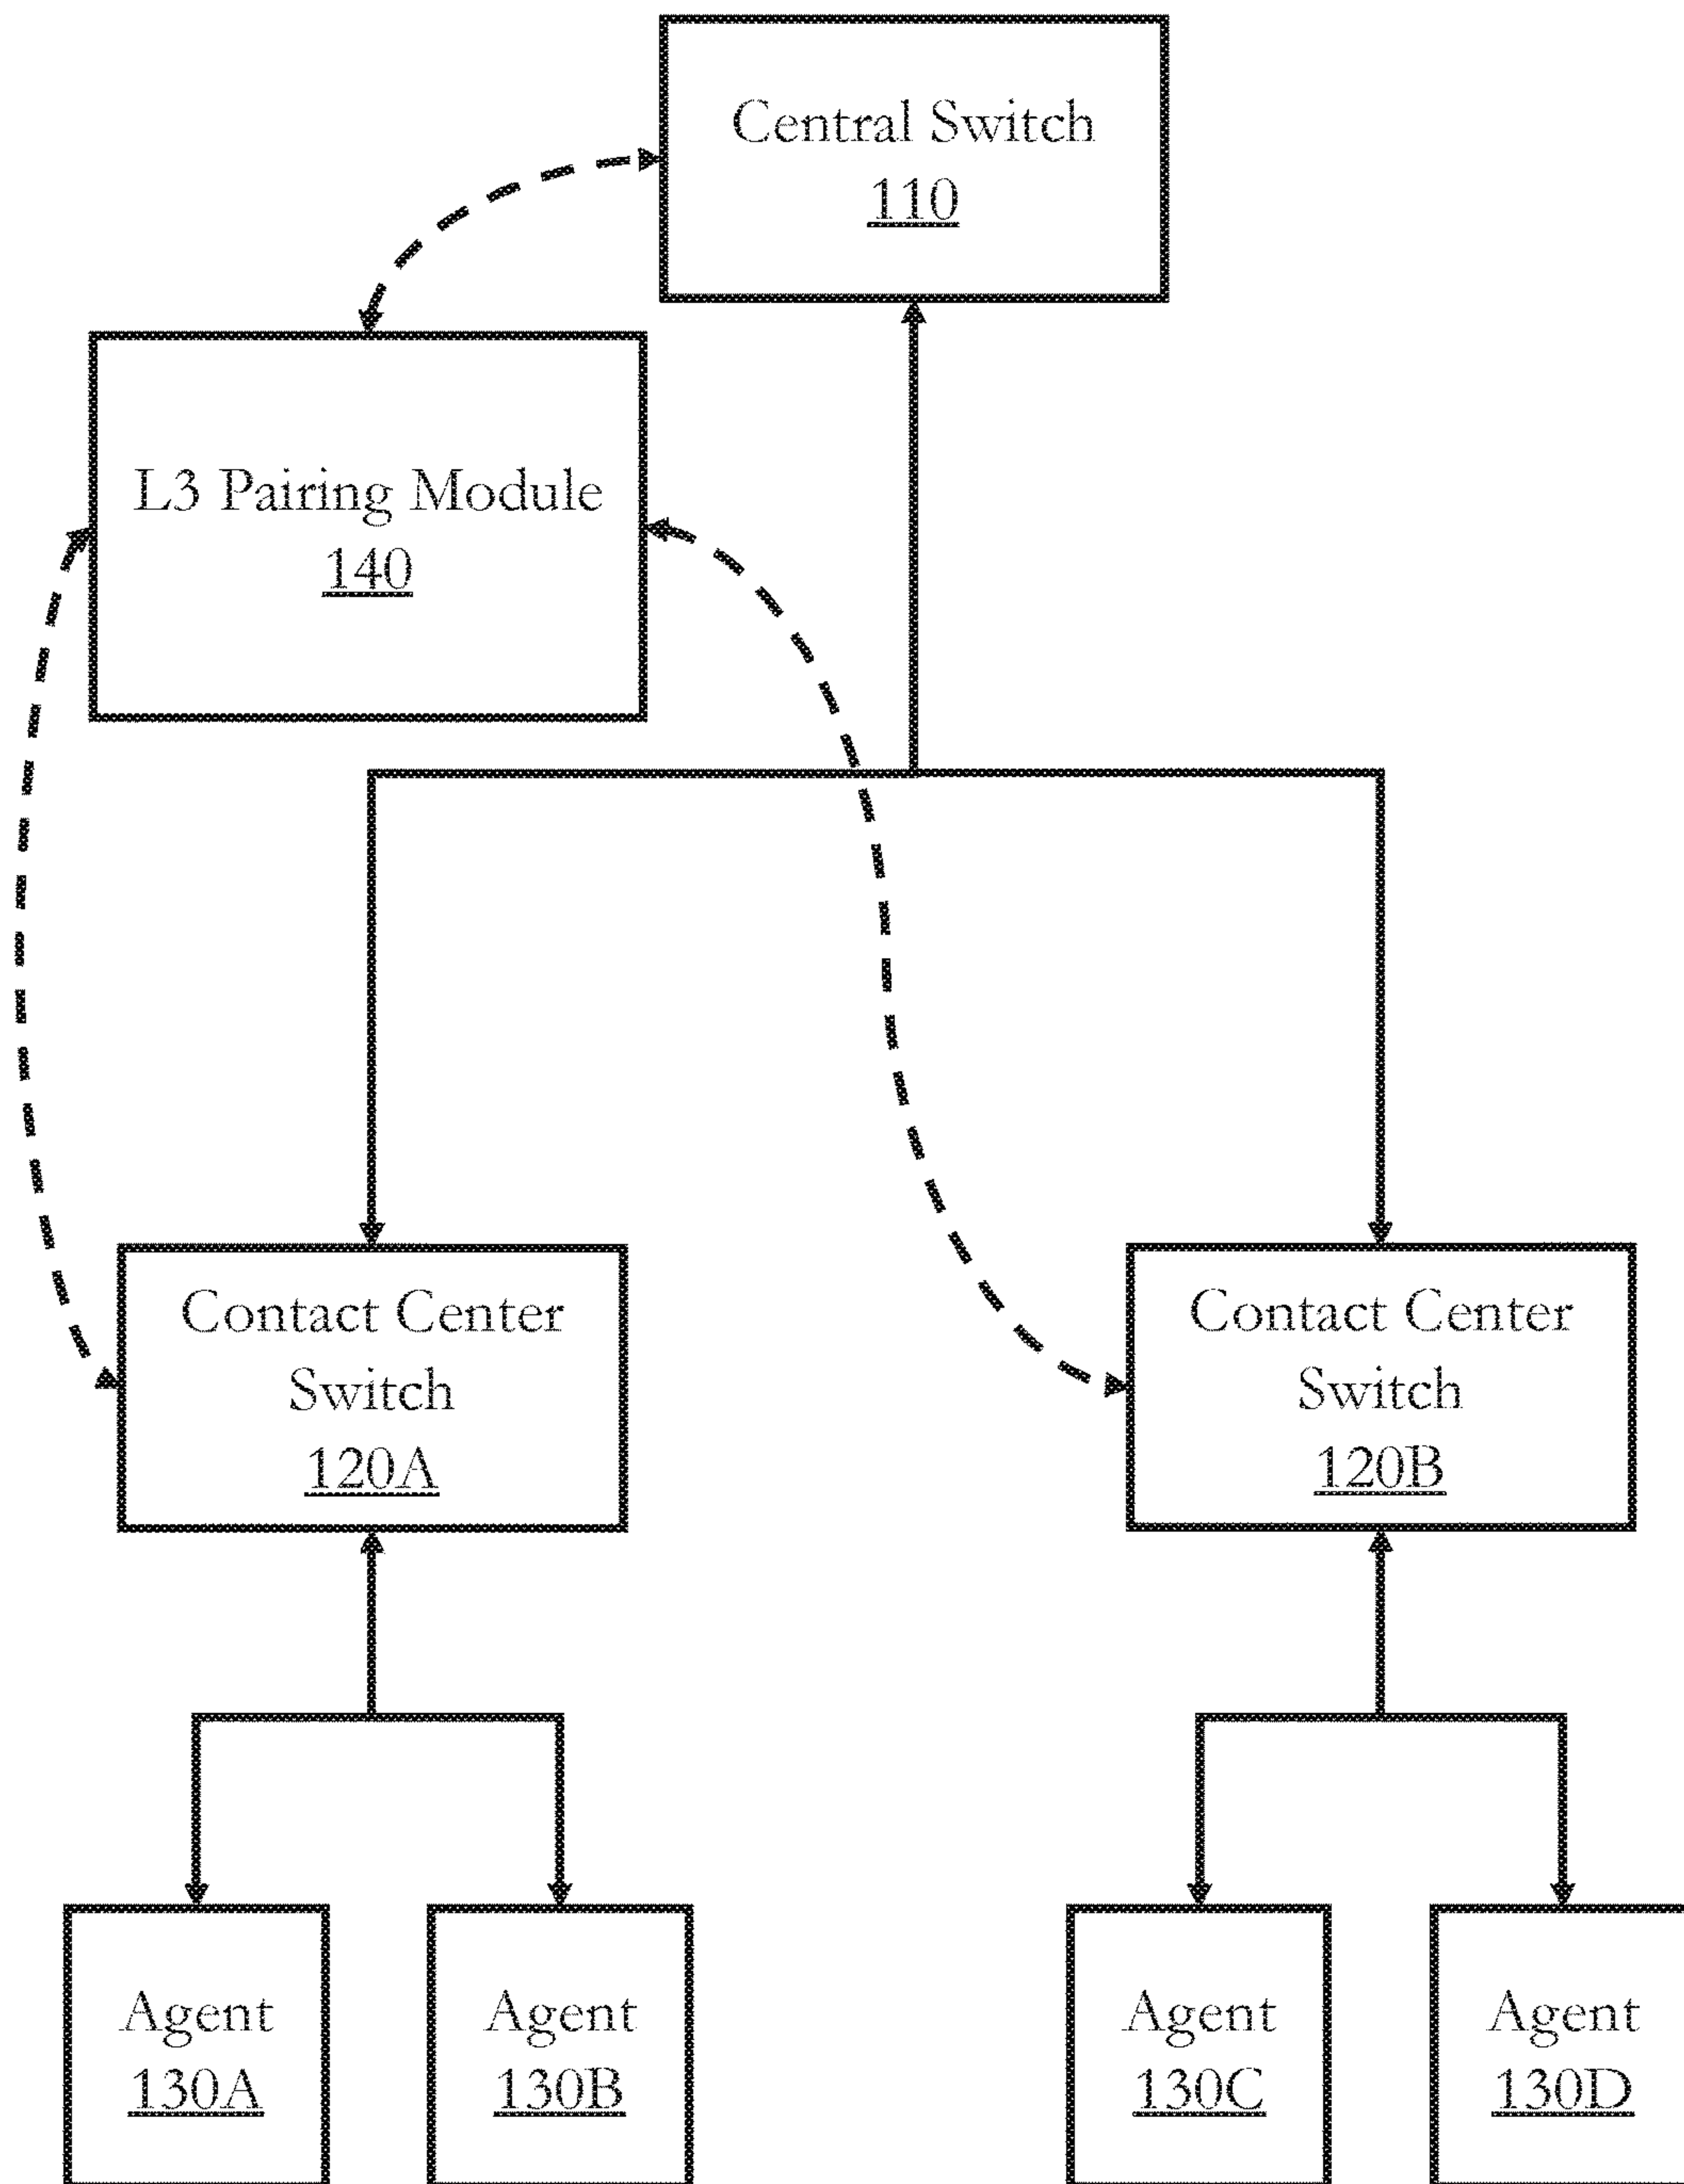 Central Switch
110
L3 Pairing Module
140
Contact Center
Switch
120A
Contact Center
Switch
120B
Agent
130A
Agent
130B
Agent
130C
Agent
130D